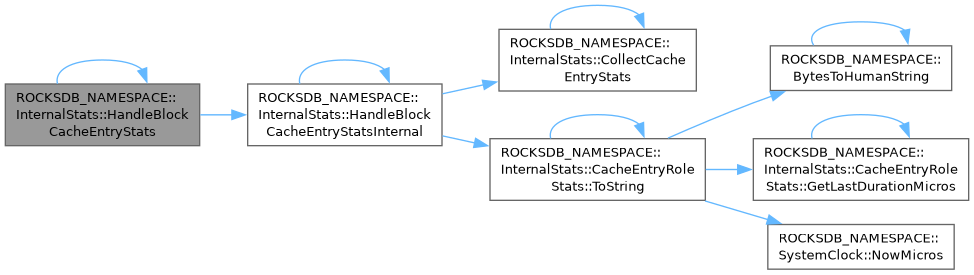 ROCKSDB_NAMESPACE::
InternalStats::HandleBlock
CacheEntryStats
ROCKSDB_NAMESPACE::
InternalStats::HandleBlock
CacheEntryStatsInternal
ROCKSDB_NAMESPACE::
InternalStats::CollectCache
EntryStats
ROCKSDB_NAMESPACE::
InternalStats::CacheEntryRole
Stats::ToString
ROCKSDB_NAMESPACE::
BytesToHumanString
ROCKSDB_NAMESPACE::
InternalStats::CacheEntryRole
Stats::GetLastDurationMicros
ROCKSDB_NAMESPACE::
SystemClock::NowMicros